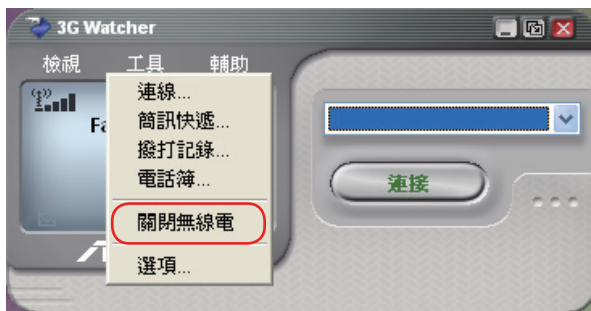 3G Watcher
檢視 工具 輔助
連線...
簡訊快遞...
撥打記錄...
電話簿...
關閉無線電
選項...
連接